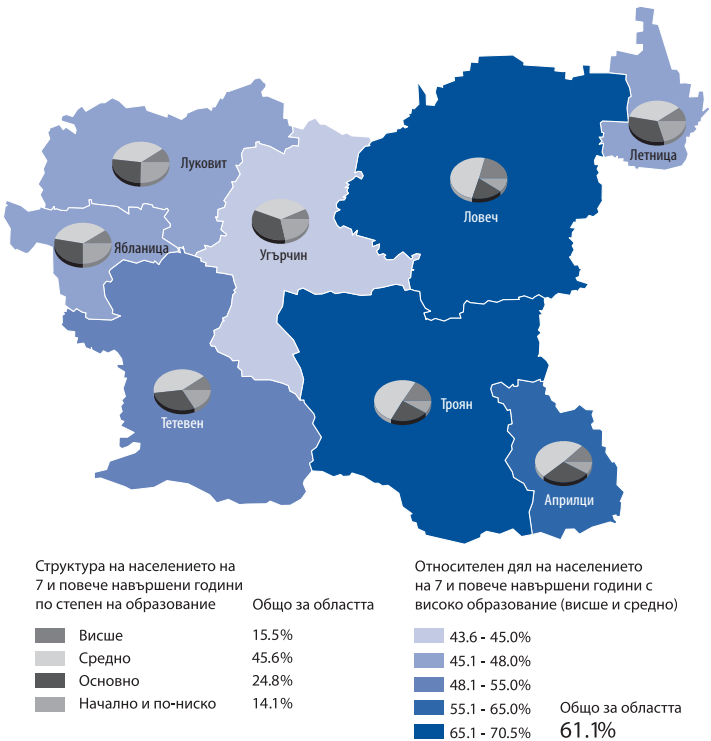 Луковит
Летница
Ловеч
Ябланица
Угърчин
Троян
Тетевен
Априлци
Структура на населението на
7 и повече навършени години
по степен на образование
Общо за областта
Висше 15.5%
Средно 45.6%
Основно 24.8%
Начално и по-ниско 14.1%
Относителен дял на населението
на 7 и повече навършени години с
високо образование (висше и средно)
43.6 - 45.0%
45.1 - 48.0%
48.1 - 55.0%
55.1 - 65.0%
65.1 - 70.5%
Общо за областта
61.1%